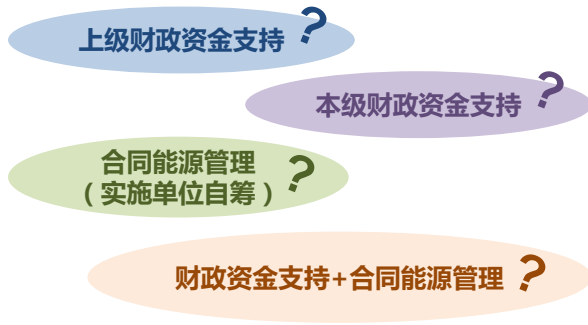 上级财政资金支持?
本级财政资金支持?
合同能源管理?
(实施单位自筹)
财政资金支持+合同能源管理?